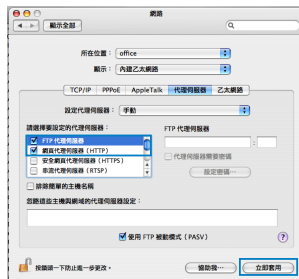 網路
顯示全部
所在位置： office
顯示： 內建乙太網路
TCP/IP PPPoE AppleTalk 代理伺服器 乙太網路
設定代理伺服器： 手動
請選擇要設定的代理伺服器：
FTP 代理伺服器
FTP 代理伺服器
網頁代理伺服器（HTTP）
安全網頁代理伺服器（HTTPS）
串流代理伺服器（RTSP）
代理伺服器需要密碼
設定密碼⋯
排除簡單的主機名稱
忽略這些主機與網域的代理伺服器設定：
使用 FTP 被動模式（PASV）
?
按鎖頭一下防止進一步更改。
協助我⋯ 立即套用